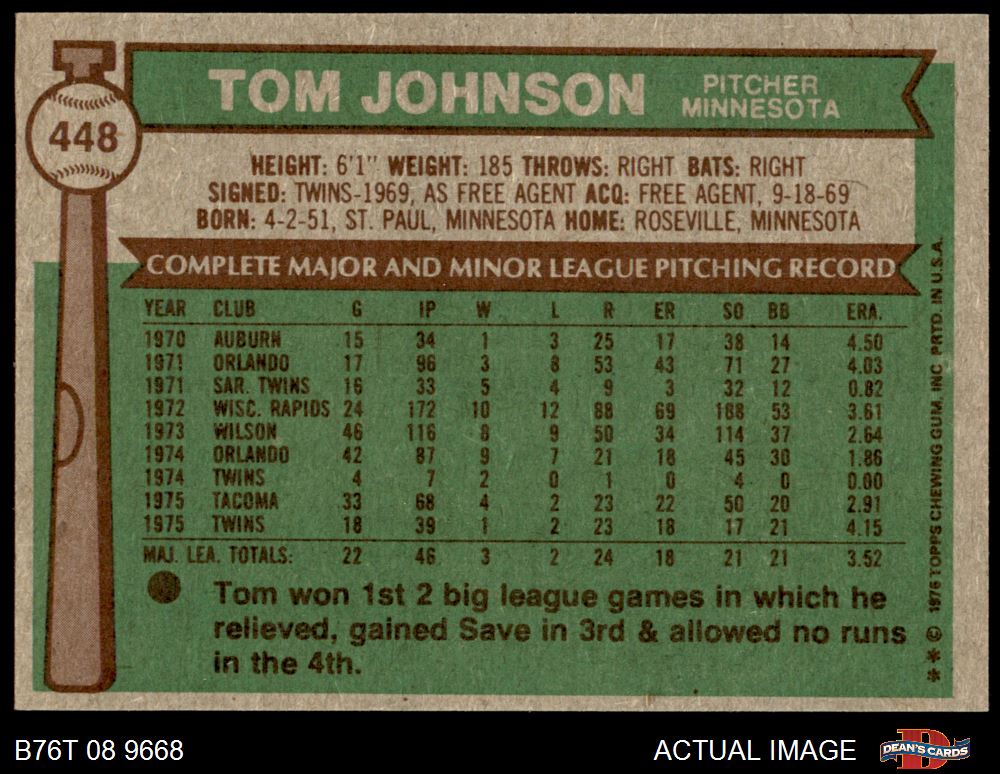 TOM JOHNSON
PITCHER
MINNESOTA
448
HEIGHT: 6'1" WEIGHT: 185 THROWS: RIGHT BATS: RIGHT
SIGNED: TWINS-1969, AS FREE AGENT ACQ: FREE AGENT, 9-18-69
BORN: 4-2-51, ST. PAUL, MINNESOTA HOME: ROSEVILLE, MINNESOTA
COMPLETE MAJOR AND MINOR LEAGUE PITCHING RECORD
YEAR CLUB G IP W L R ER SO BB ERA.
1970 AUBURN 15 34 1 3 25 17 38 14 4.50
1971 ORLANDO 17 96 3 8 53 43 71 27 4.03
1971 SAR. TWINS 16 33 5 4 9 3 32 12 0.82
1972 WISC. RAPIDS 24 172 10 12 88 69 168 53 3.61
1973 WILSON 46 116 8 9 50 34 114 37 2.64
1974 ORLANDO 42 87 9 7 21 18 45 30 1.86
1974 TWINS 4 7 2 0 1 0 4 0 0.00
1975 TACOMA 33 68 4 2 23 22 50 20 2.91
1975 TWINS 18 39 1 2 23 18 17 21 4.15
MAJ. LEA. TOTALS: 22 46 3 2 24 18 21 21 3.52
Tom won 1st 2 big league games in which he
relieved, gained Save in 3rd & allowed no runs
in the 4th.
** © 1976 TOPPS CHEWING GUM, INC. PRTD. IN U.S.A.
B76T 08 9668
ACTUAL IMAGE
DEAN'S CARDS